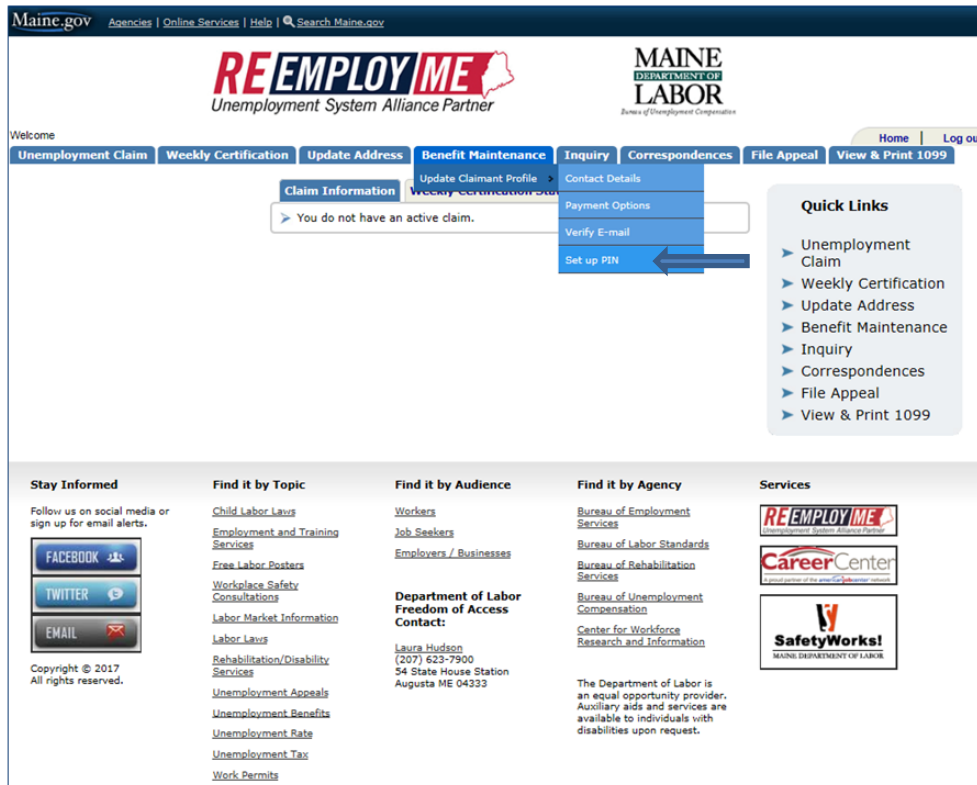 Maine.gov Agencies | Online Services | Help | Search Maine.gov
REEMPLOYME
Unemployment System Alliance Partner
MAINE
DEPARTMENT OF
LABOR
Bureau of Unemployment Compensation
Welcome
Home | Log ou
Unemployment Claim Weekly Certification Update Address Benefit Maintenance Inquiry Correspondences File Appeal View & Print 1099
Update Claimant Profile
Contact Details
Payment Options
Verify E-mail
Set up PIN
Claim Information Weekly Certification Sta
You do not have an active claim.
Quick Links
Unemployment
Claim
Weekly Certification
Update Address
Benefit Maintenance
Inquiry
Correspondences
File Appeal
View & Print 1099
Stay Informed
Follow us on social media or
sign up for email alerts.
FACEBOOK
TWITTER
EMAIL
Copyright © 2017
All rights reserved.
Find it by Topic
Child Labor Laws
Employment and Training
Services
Free Labor Posters
Workplace Safety
Consultations
Labor Market Information
Labor Laws
Rehabilitation/Disability
Services
Unemployment Appeals
Unemployment Benefits
Unemployment Rate
Unemployment Tax
Work Permits
Find it by Audience
Workers
Job Seekers
Employers / Businesses
Department of Labor
Freedom of Access
Contact:
Laura Hudson
(207) 623-7900
54 State House Station
Augusta ME 04333
Find it by Agency
Bureau of Employment
Services
Bureau of Labor Standards
Bureau of Rehabilitation
Services
Bureau of Unemployment
Compensation
Center for Workforce
Research and Information
The Department of Labor is
an equal opportunity provider.
Auxiliary aids and services are
available to individuals with
disabilities upon request.
Services
REEMPLOYME
Unemployment System Alliance Partner
CareerCenter
A proud partner of the americanjobcenter network
SafetyWorks!
MAINE DEPARTMENT OF LABOR